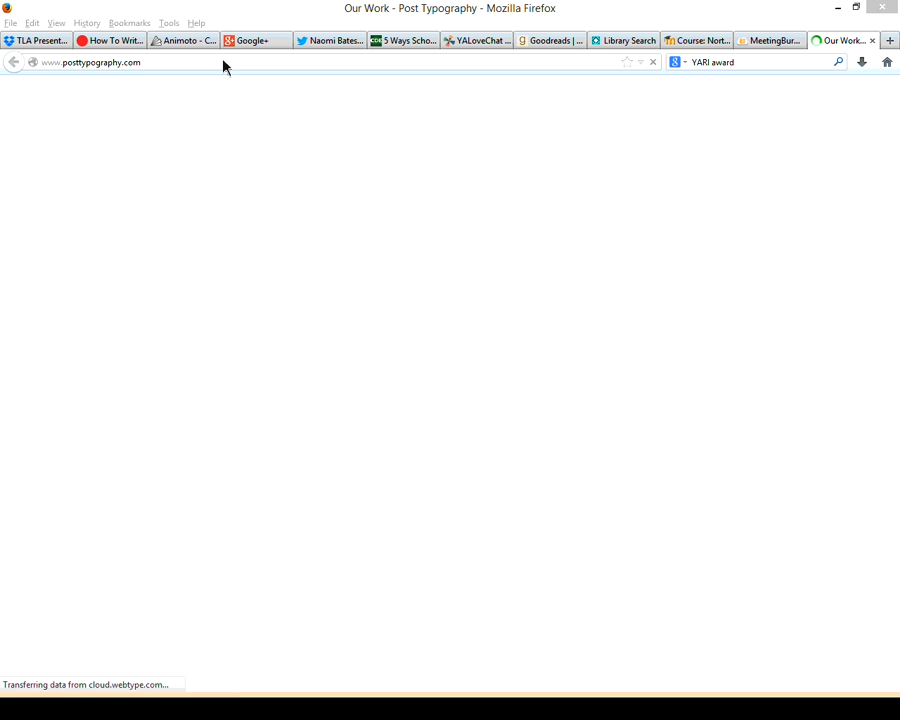 Our Work - Post Typography - Mozilla Firefox
File Edit View History Bookmarks Tools Help
TLA Present... How To Writ... Animoto - C... Google+ Naomi Bates... CDE 5 Ways Scho... YALoveChat ... Goodreads | ... Library Search Course: Nort... MeetingBur... Our Work...
www.posttypography.com YARI award
Transferring data from cloud.webtype.com...